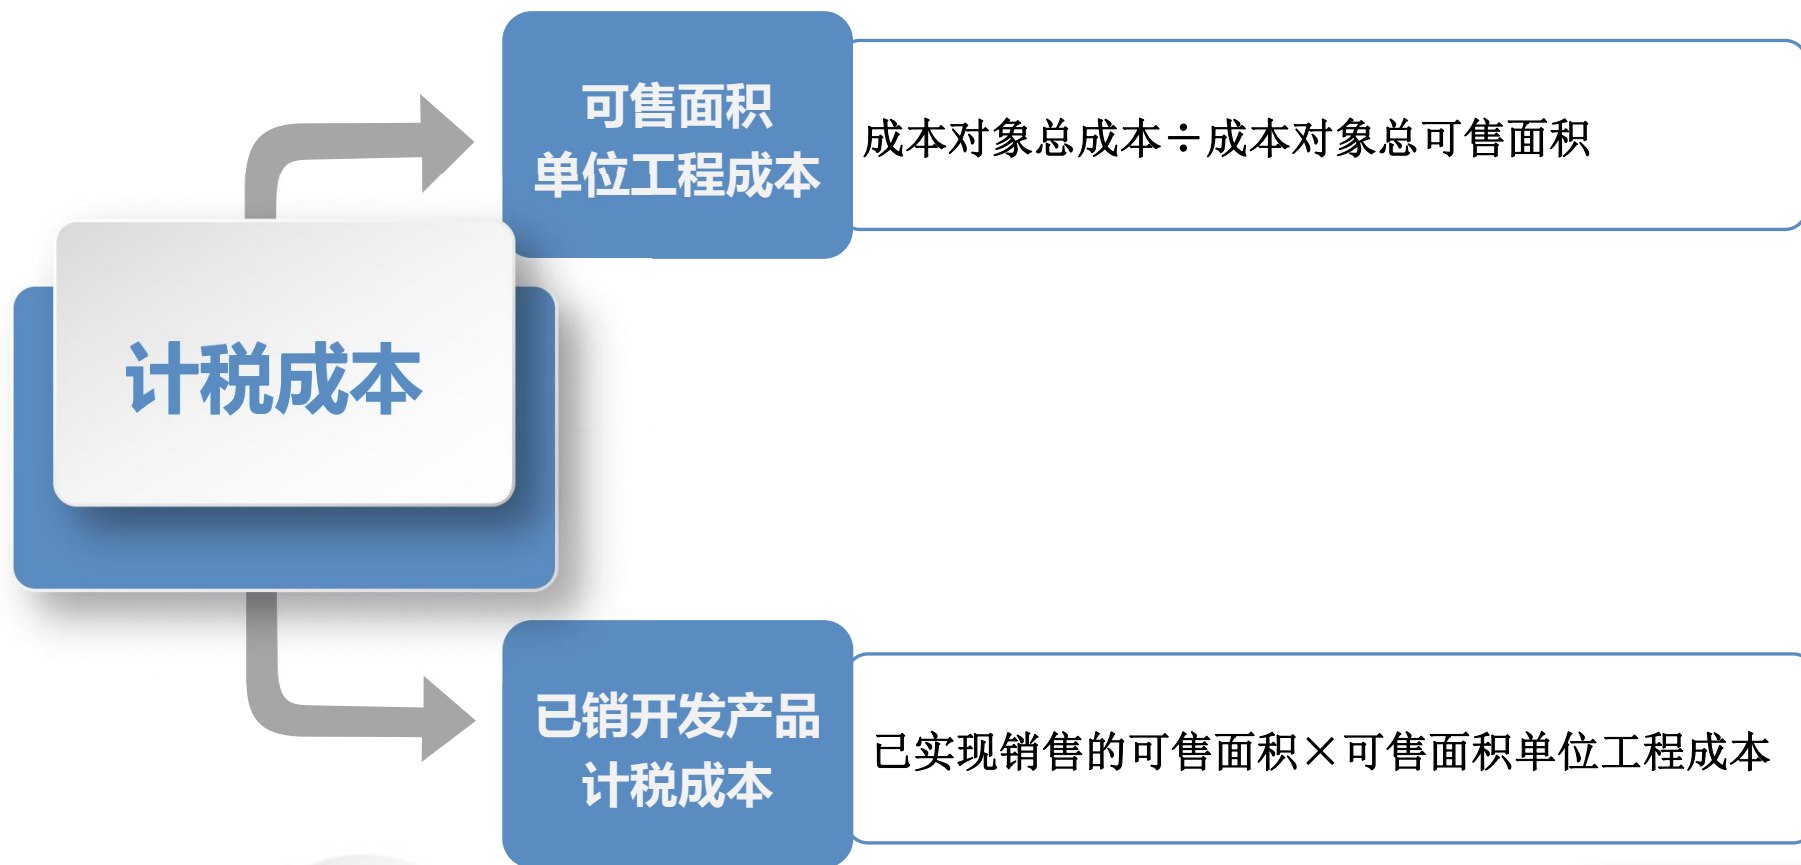 可售面积
单位工程成本
成本对象总成本÷成本对象总可售面积
计税成本
已销开发产品
计税成本
已实现销售的可售面积×可售面积单位工程成本